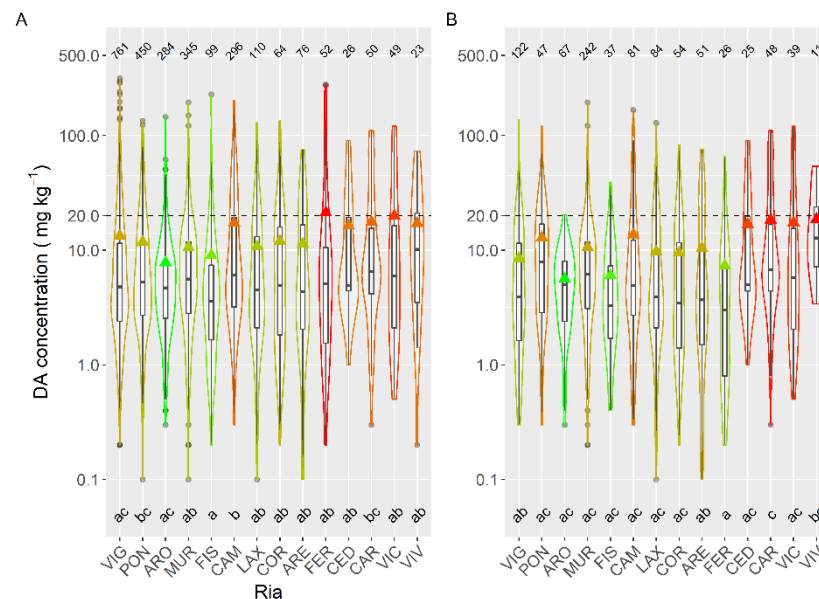 A
B
761 450 284 345 99 296 110 64 76 52 26 50 49 23
122 47 67 242 37 81 84 54 51 26 25 48 39 11
DA concentration ( mg kg⁻¹)
500.0
100.0
20.0
10.0
1.0
0.1
500.0
100.0
20.0
10.0
1.0
0.1
ac bc ac ab a b ab ab ab ab ab bc ab ab
ab ac ac ac ac ac ac ac ab a ac c ac bc
VIG PON ARO MUR FIS CAM LAX COR ARE FER CED CAR VIC VIV
VIG PON ARO MUR FIS CAM LAX COR ARE FER CED CAR VIC VIV
Ria